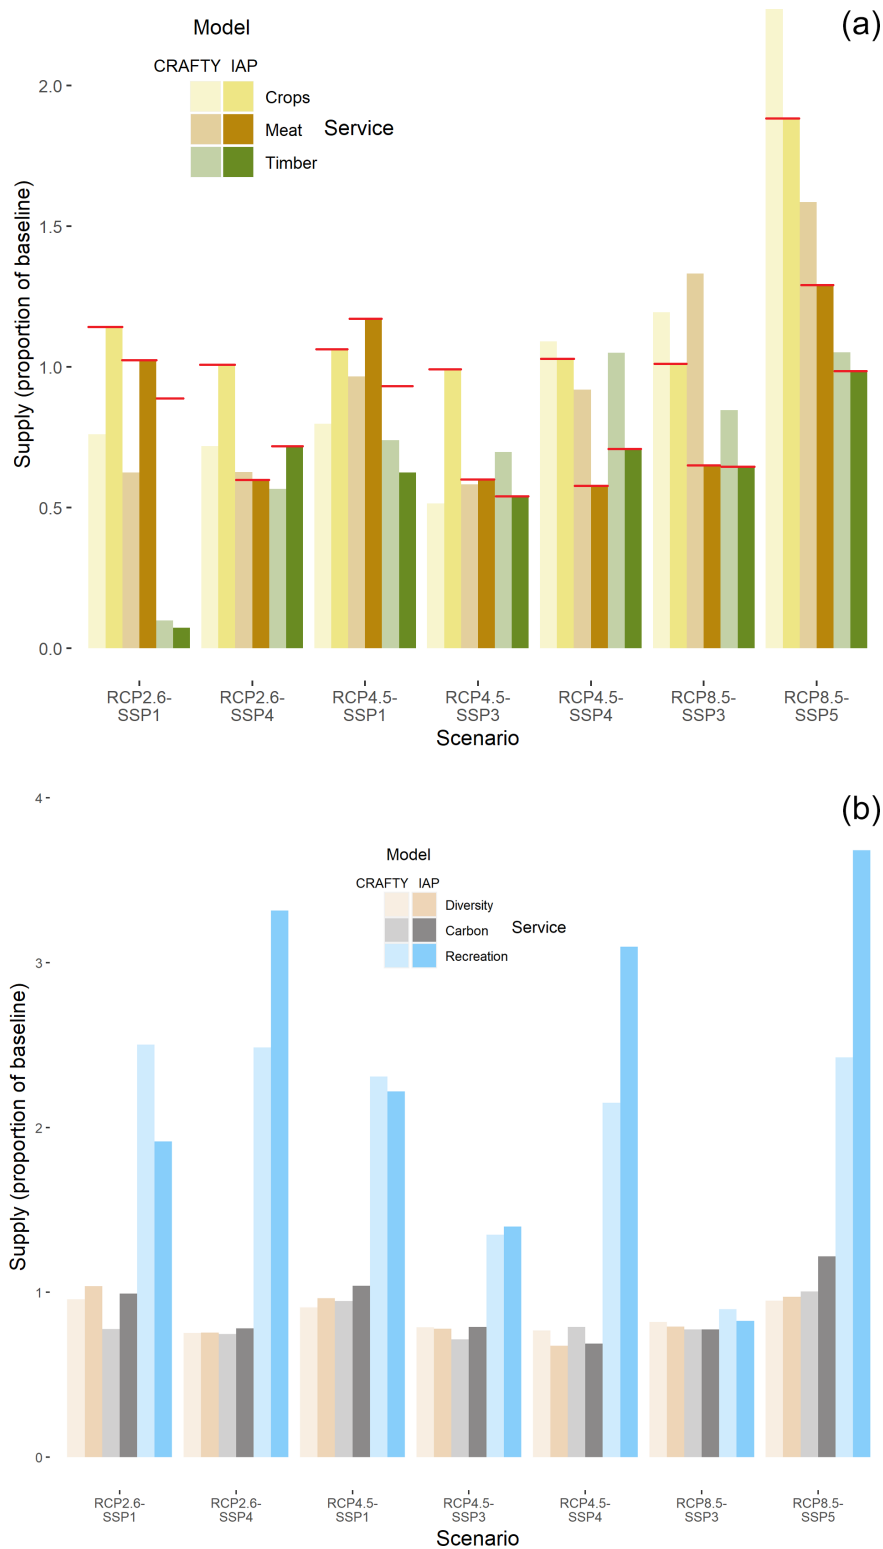 (a)
Model
CRAFTY IAP
Crops
Meat
Timber
Service
Supply (proportion of baseline)
2.0
1.5
1.0
0.5
0.0
RCP2.6-
SSP1
RCP2.6-
SSP4
RCP4.5-
SSP1
RCP4.5-
SSP3
RCP4.5-
SSP4
RCP8.5-
SSP3
RCP8.5-
SSP5
Scenario
(b)
Model
CRAFTY IAP
Diversity
Carbon
Recreation
Service
Supply (proportion of baseline)
4
3
2
1
0
RCP2.6-
SSP1
RCP2.6-
SSP4
RCP4.5-
SSP1
RCP4.5-
SSP3
RCP4.5-
SSP4
RCP8.5-
SSP3
RCP8.5-
SSP5
Scenario